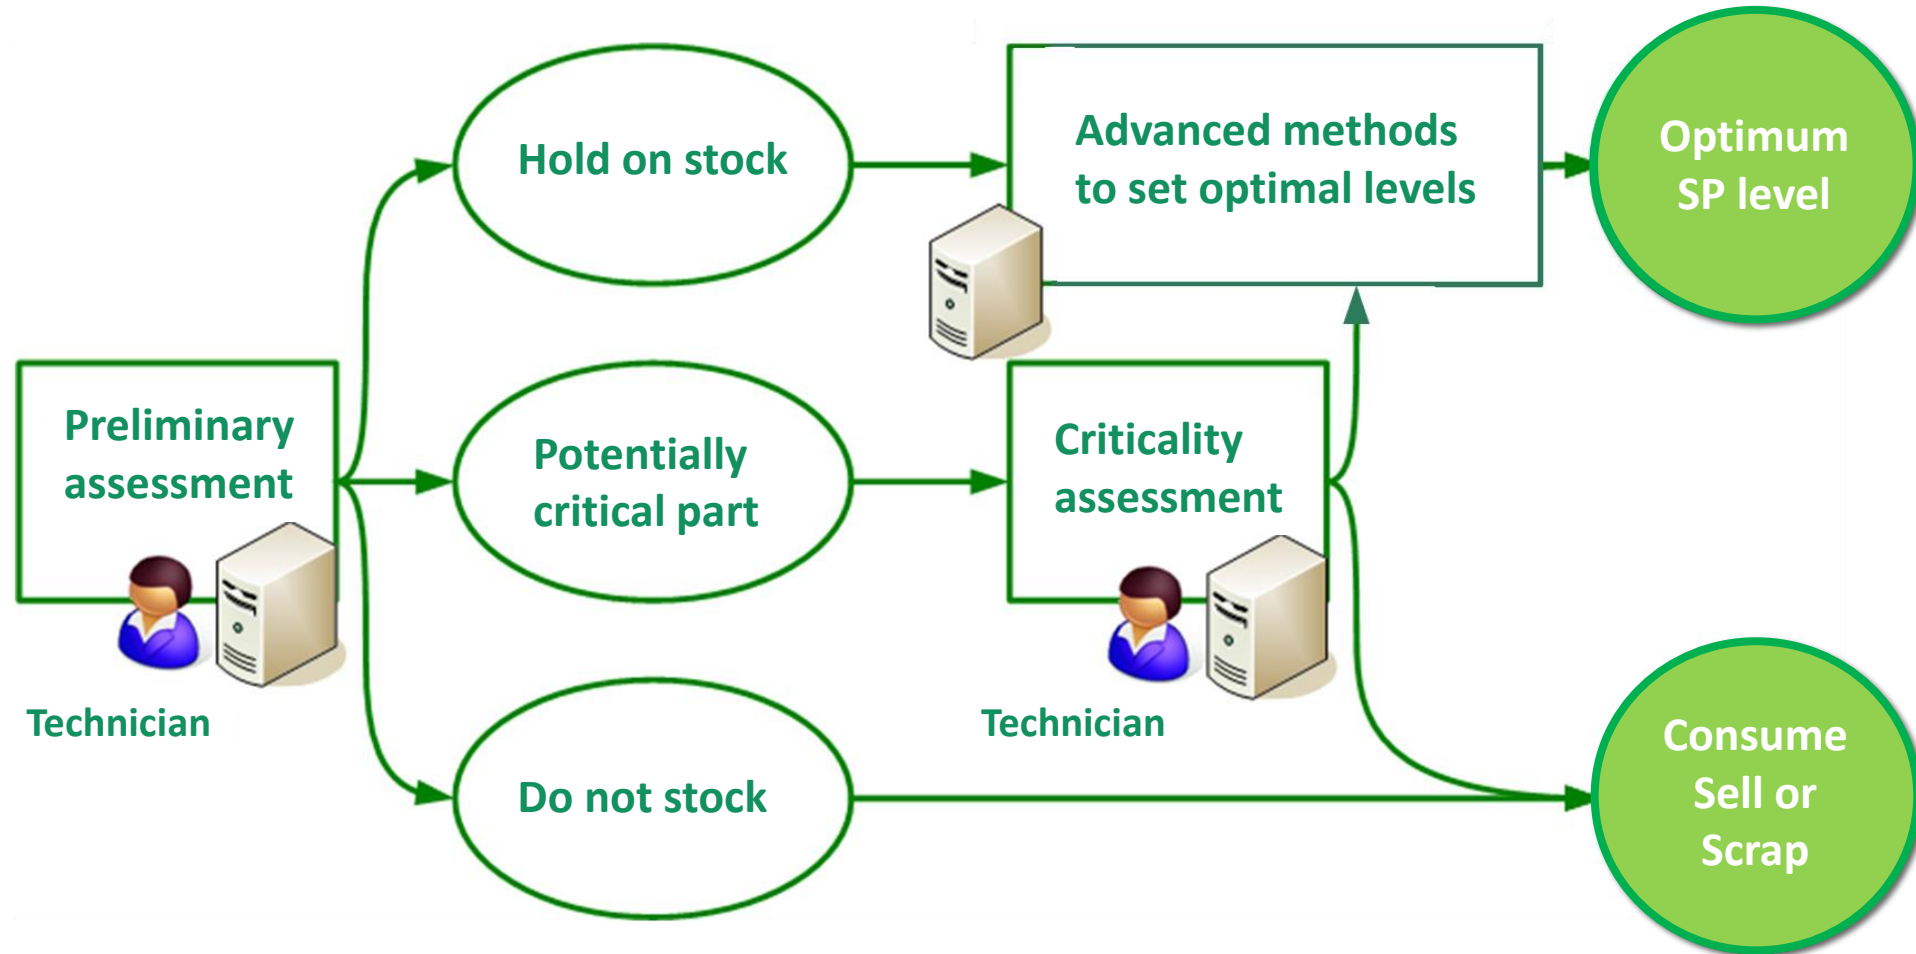 Hold on stock
Advanced methods
to set optimal levels
Optimum
SP level
Preliminary
assessment
Potentially
critical part
Criticality
assessment
Technician
Technician
Do not stock
Consume
Sell or
Scrap